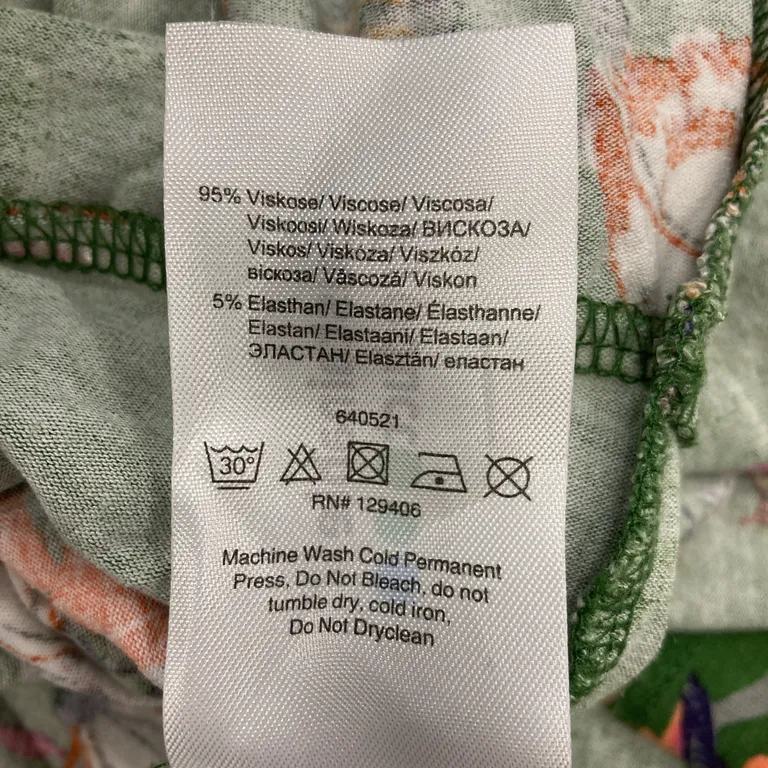 95% Viskose/ Viscose/ Viscosa/
Viskoosi/ Wiskoza/ ВИСКОЗА/
Viskos/ Viskóza/ Viszkóz/
віскоза/ Vâscoză/ Viskon
5% Elasthan/ Elastane/ Élasthanne/
Elastan/ Elastaani/ Elastaan/
ЭЛАСТАН/ Elasztán/ еластан
640521
30°
RN# 129406
Machine Wash Cold Permanent
Press, Do Not Bleach, do not
tumble dry, cold iron,
Do Not Dryclean